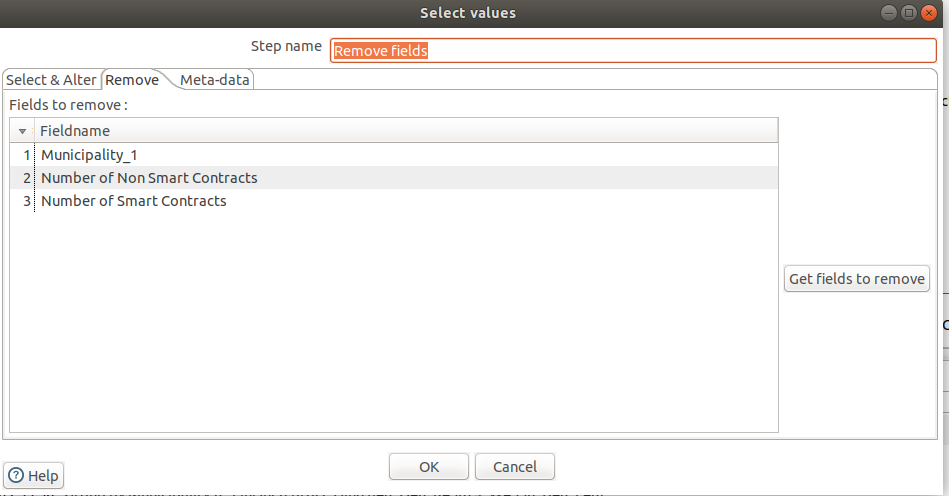 Select values
Step name Remove fields
Select & Alter Remove Meta-data
Fields to remove :
Fieldname
1 Municipality_1
2 Number of Non Smart Contracts
3 Number of Smart Contracts
Get fields to remove
OK Cancel
Help